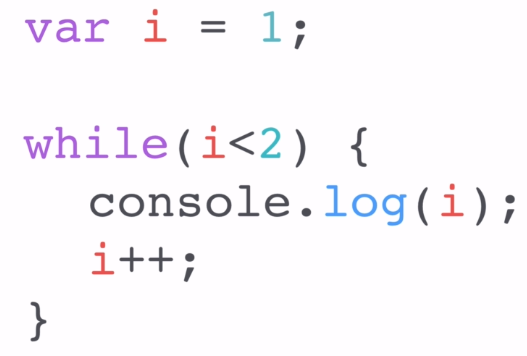 var i = 1;
while(i<2) {
console.log(i);
i++;
}